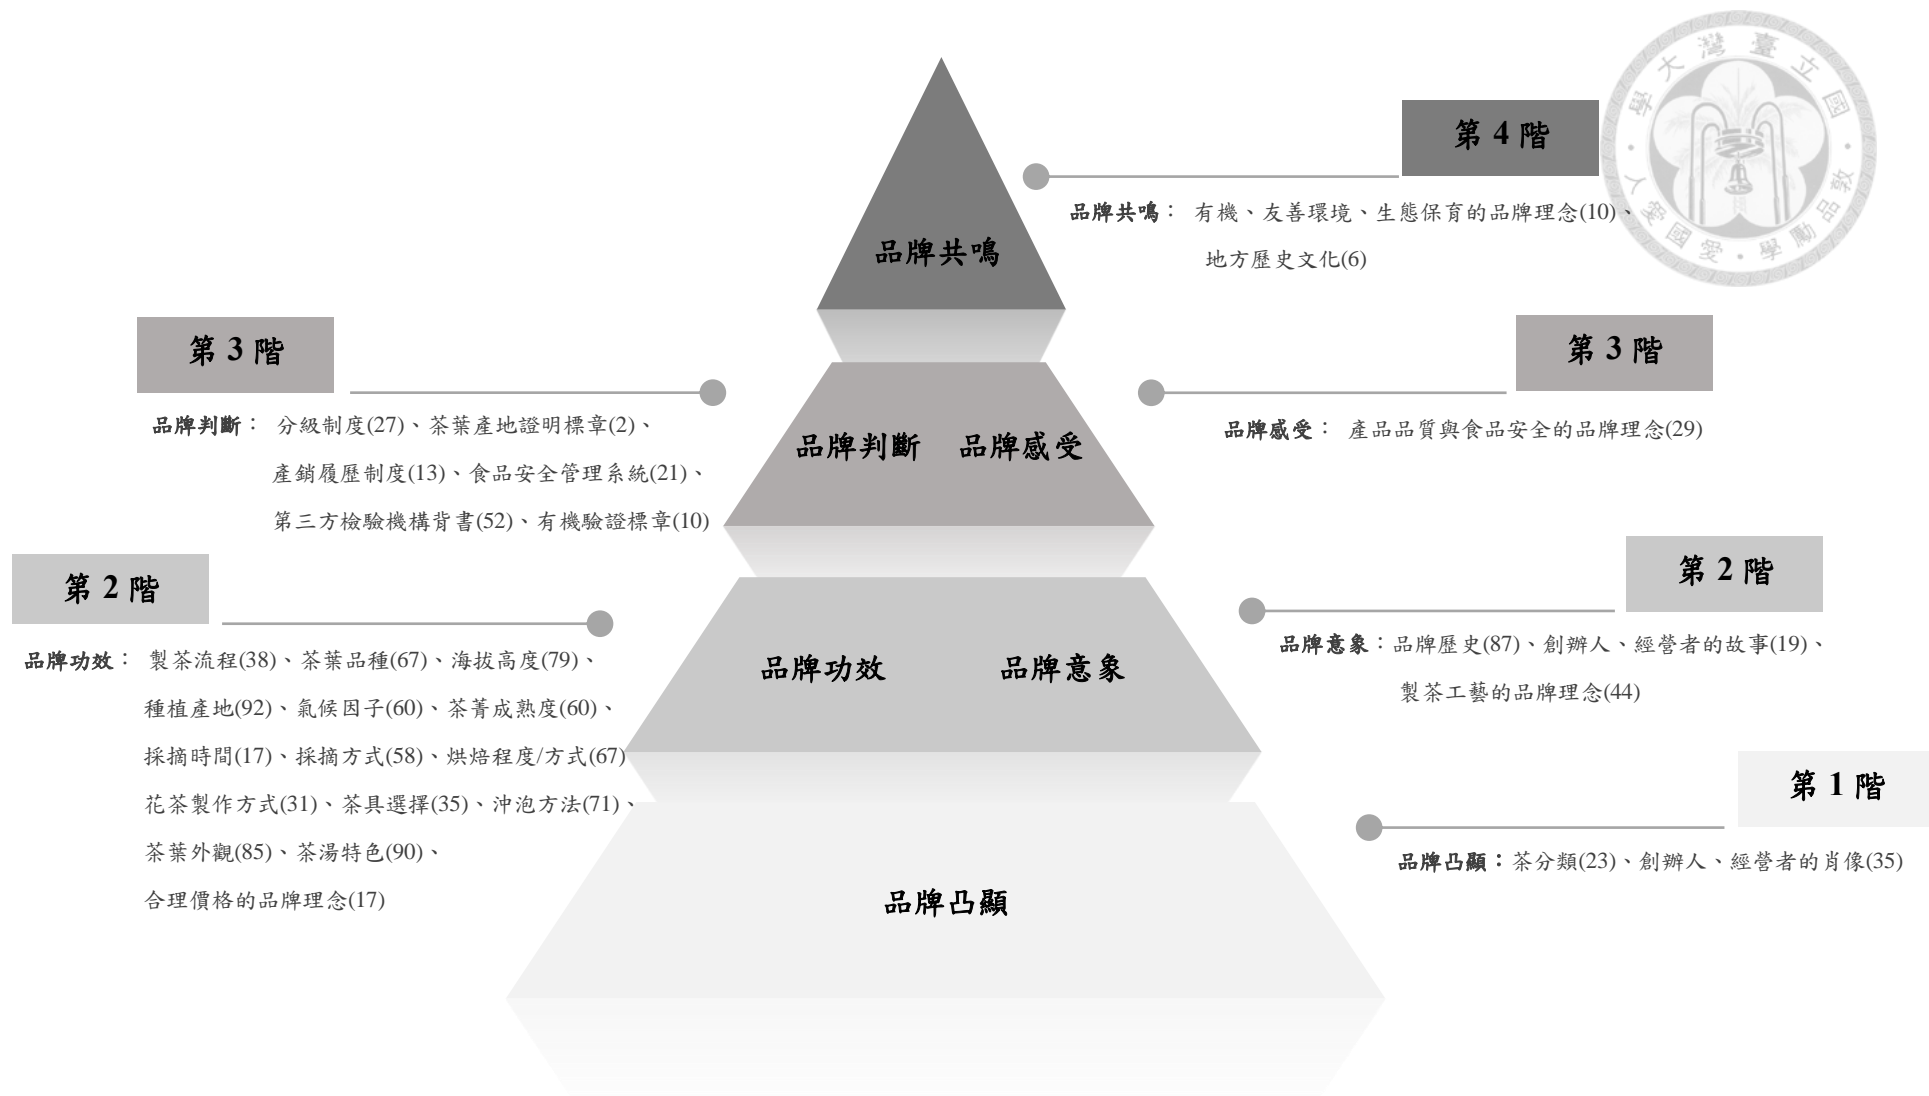 國立臺灣大學
敦品勵學・愛國愛人
第 4 階
品牌共鳴： 有機、友善環境、生態保育的品牌理念(10)、
地方歷史文化(6)
品牌共鳴
第 3 階
品牌判斷： 分級制度(27)、茶葉產地證明標章(2)、
產銷履歷制度(13)、食品安全管理系統(21)、
第三方檢驗機構背書(52)、有機驗證標章(10)
品牌判斷 品牌感受
第 3 階
品牌感受： 產品品質與食品安全的品牌理念(29)
第 2 階
品牌功效： 製茶流程(38)、茶葉品種(67)、海拔高度(79)、
種植產地(92)、氣候因子(60)、茶菁成熟度(60)、
採摘時間(17)、採摘方式(58)、烘焙程度/方式(67)
花茶製作方式(31)、茶具選擇(35)、沖泡方法(71)、
茶葉外觀(85)、茶湯特色(90)、
合理價格的品牌理念(17)
品牌功效 品牌意象
第 2 階
品牌意象：品牌歷史(87)、創辦人、經營者的故事(19)、
製茶工藝的品牌理念(44)
第 1 階
品牌凸顯：茶分類(23)、創辦人、經營者的肖像(35)
品牌凸顯